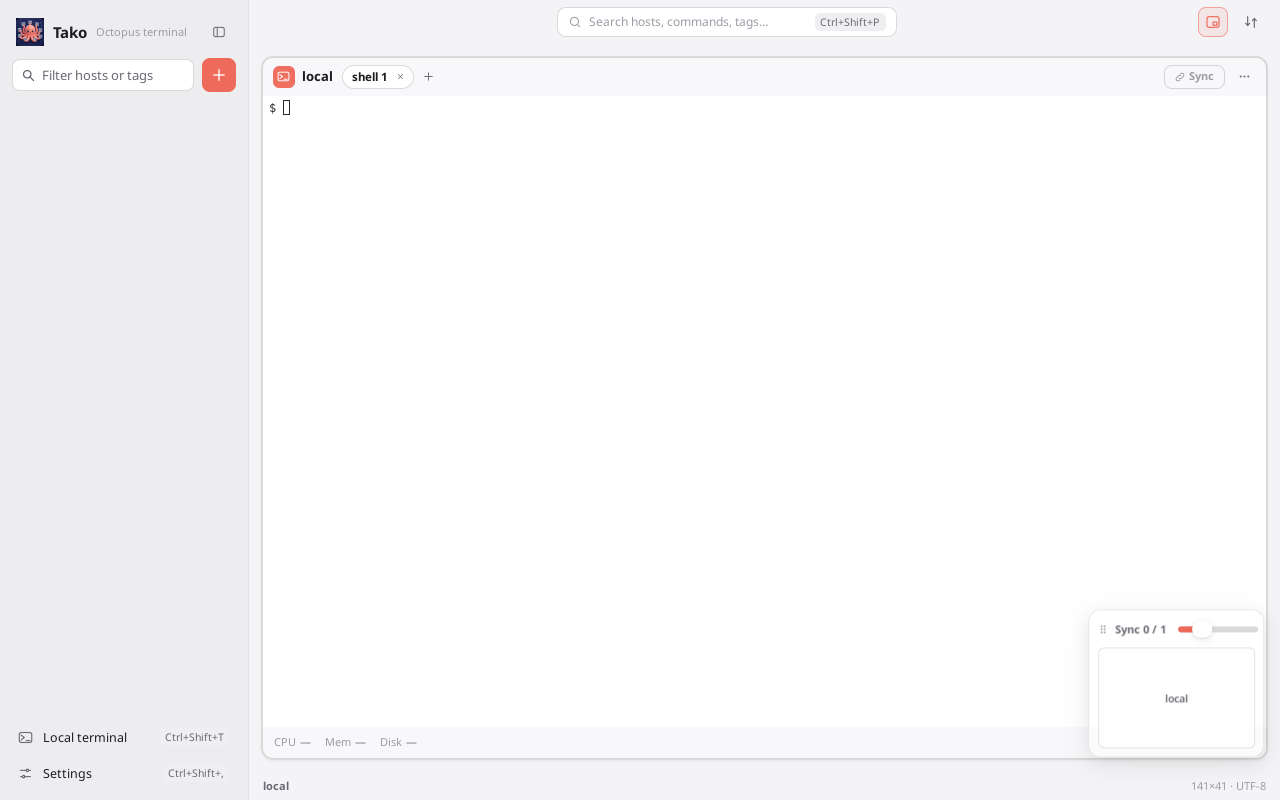 Tako Octopus terminal
Search hosts, commands, tags... Ctrl+Shift+P
Filter hosts or tags
local shell 1 × +
Sync ...
$
Sync 0 / 1
local
CPU — Mem — Disk —
Local terminal Ctrl+Shift+T
Settings Ctrl+Shift+,
local
141×41 · UTF-8